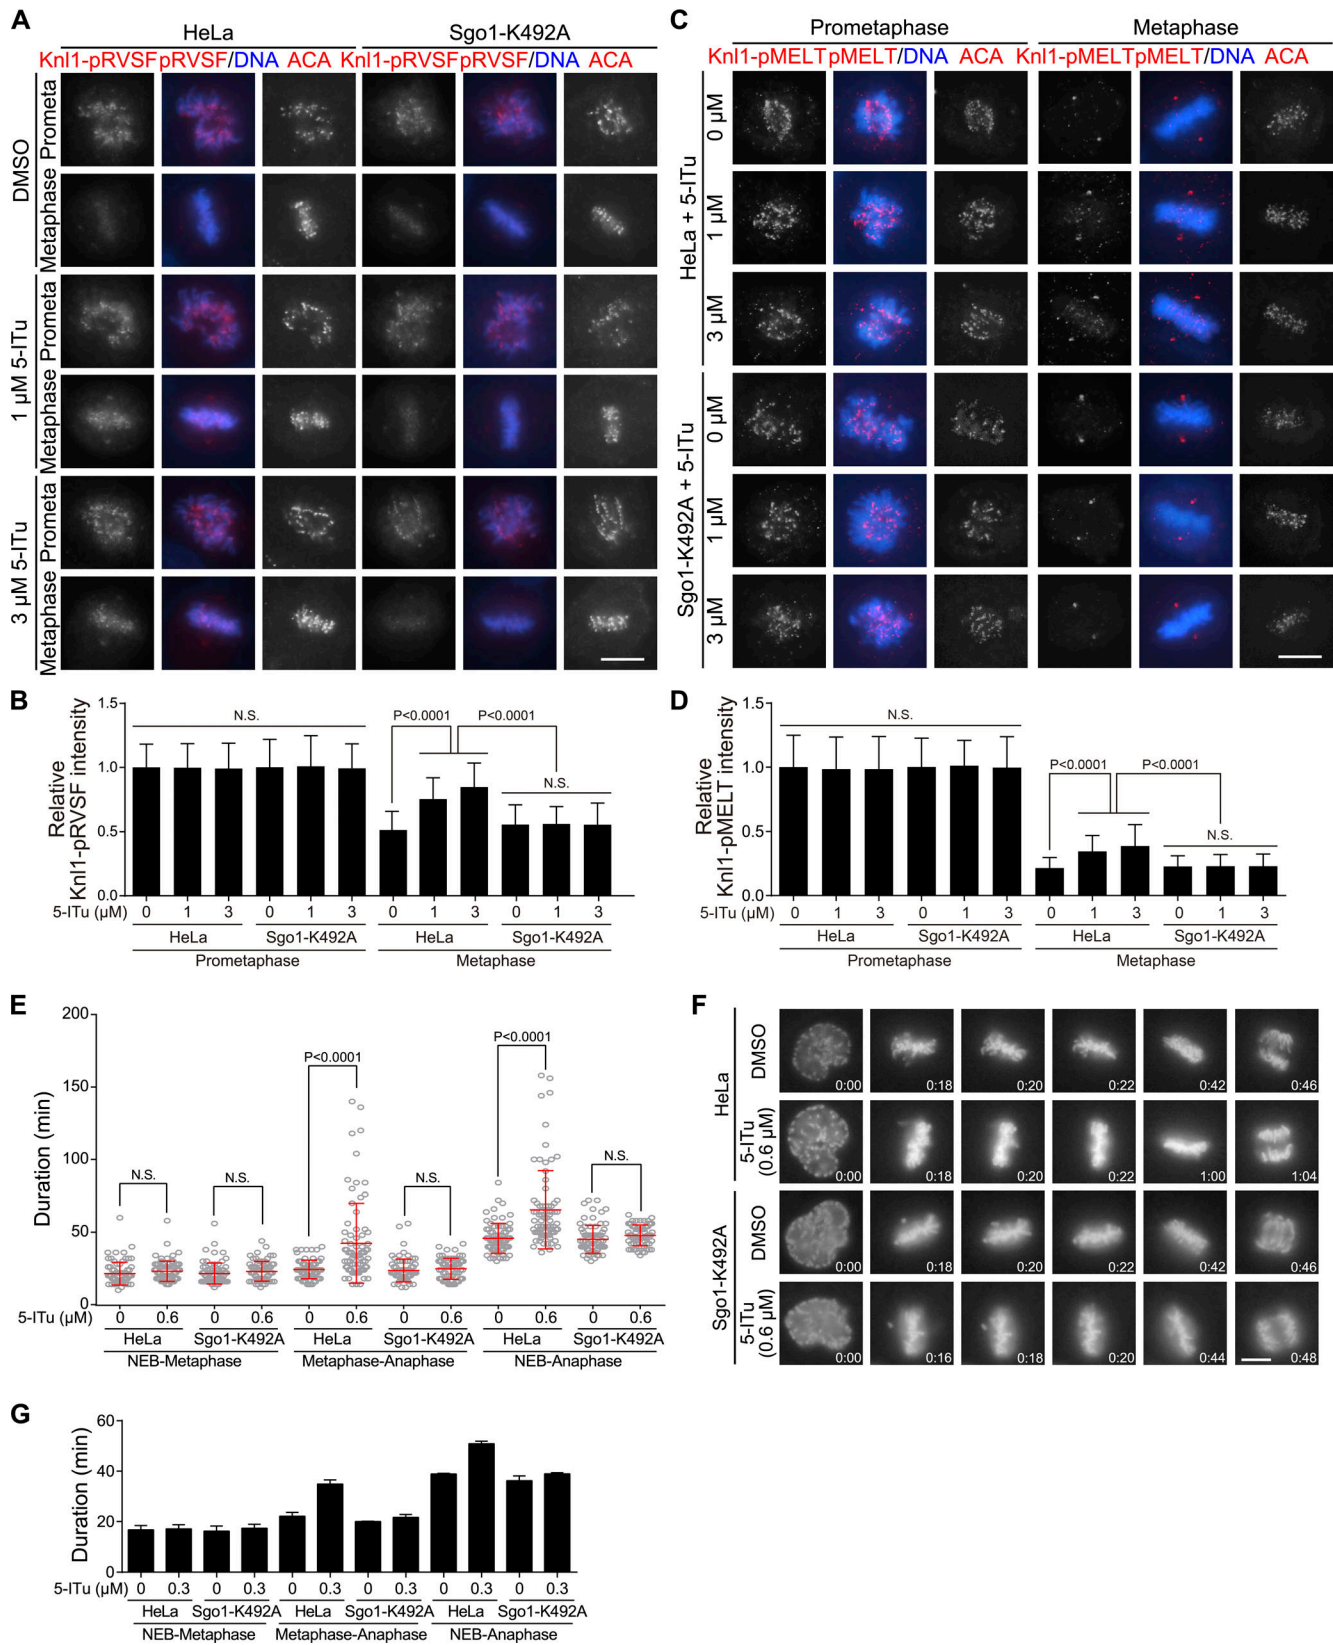 A
HeLa Sgo1-K492A
Knl1-pRVSF pRVSF/DNA ACA Knl1-pRVSF pRVSF/DNA ACA
DMSO
Prometa
Metaphase
1 µM 5-ITu
Prometa
Metaphase
3 µM 5-ITu
Prometa
Metaphase
C
Prometaphase Metaphase
Knl1-pMELT pMELT/DNA ACA Knl1-pMELT pMELT/DNA ACA
HeLa + 5-ITu
0 µM
1 µM
3 µM
Sgo1-K492A + 5-ITu
0 µM
1 µM
3 µM
B
Relative
Knl1-pRVSF intensity
1.5
1.0
0.5
0.0
N.S.
P<0.0001 P<0.0001
N.S.
5-ITu (µM) 0 1 3 0 1 3 0 1 3 0 1 3
HeLa Sgo1-K492A HeLa Sgo1-K492A
Prometaphase Metaphase
D
Relative
Knl1-pMELT intensity
1.5
1.0
0.5
0.0
N.S.
P<0.0001 P<0.0001
N.S.
5-ITu (µM) 0 1 3 0 1 3 0 1 3 0 1 3
HeLa Sgo1-K492A HeLa Sgo1-K492A
Prometaphase Metaphase
E
Duration (min)
200
150
100
50
0
N.S. N.S. P<0.0001 N.S. P<0.0001 N.S.
5-ITu (µM) 0 0.6 0 0.6 0 0.6 0 0.6 0 0.6 0 0.6
HeLa Sgo1-K492A HeLa Sgo1-K492A HeLa Sgo1-K492A
NEB-Metaphase Metaphase-Anaphase NEB-Anaphase
F
HeLa
DMSO
0:00 0:18 0:20 0:22 0:42 0:46
5-ITu
(0.6 µM)
0:00 0:18 0:20 0:22 1:00 1:04
Sgo1-K492A
DMSO
0:00 0:18 0:20 0:22 0:42 0:46
5-ITu
(0.6 µM)
0:00 0:16 0:18 0:20 0:44 0:48
G
Duration (min)
60
40
20
0
5-ITu (µM) 0 0.3 0 0.3 0 0.3 0 0.3 0 0.3 0 0.3
HeLa Sgo1-K492A HeLa Sgo1-K492A HeLa Sgo1-K492A
NEB-Metaphase Metaphase-Anaphase NEB-Anaphase